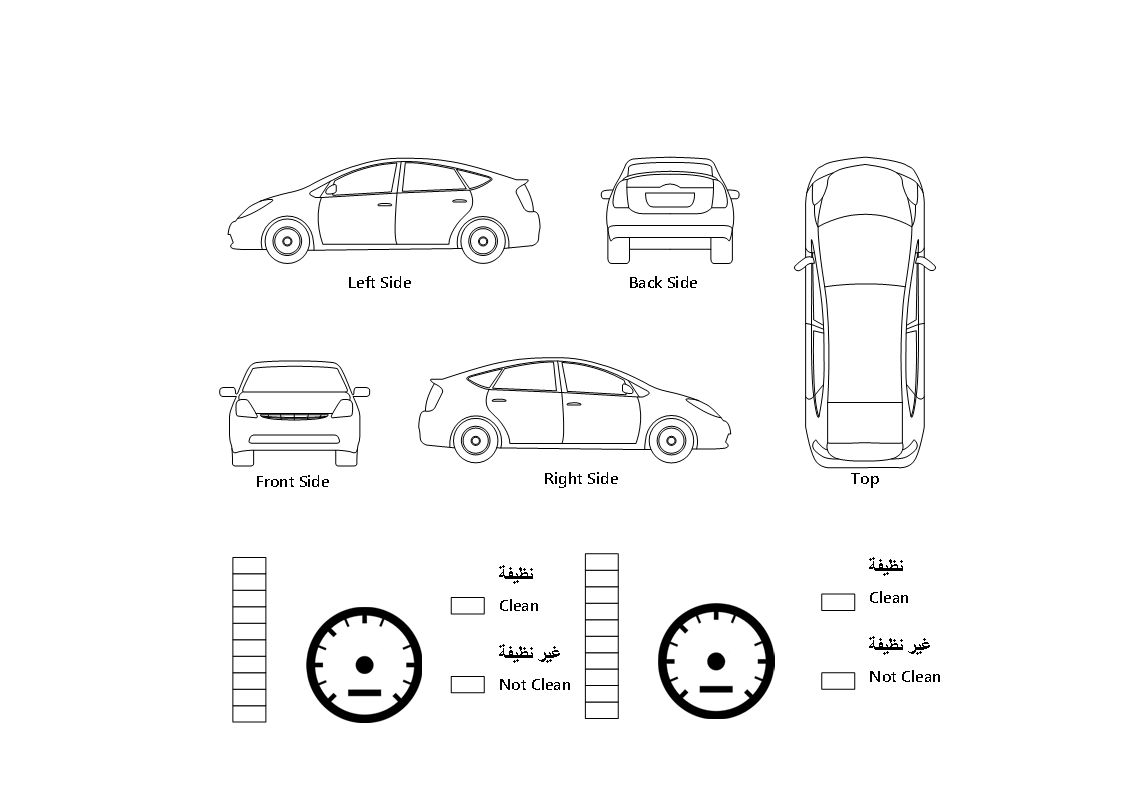 Left Side
Back Side
Front Side
Right Side
Top
نظيفة
Clean
غير نظيفة
Not Clean
نظيفة
Clean
غير نظيفة
Not Clean